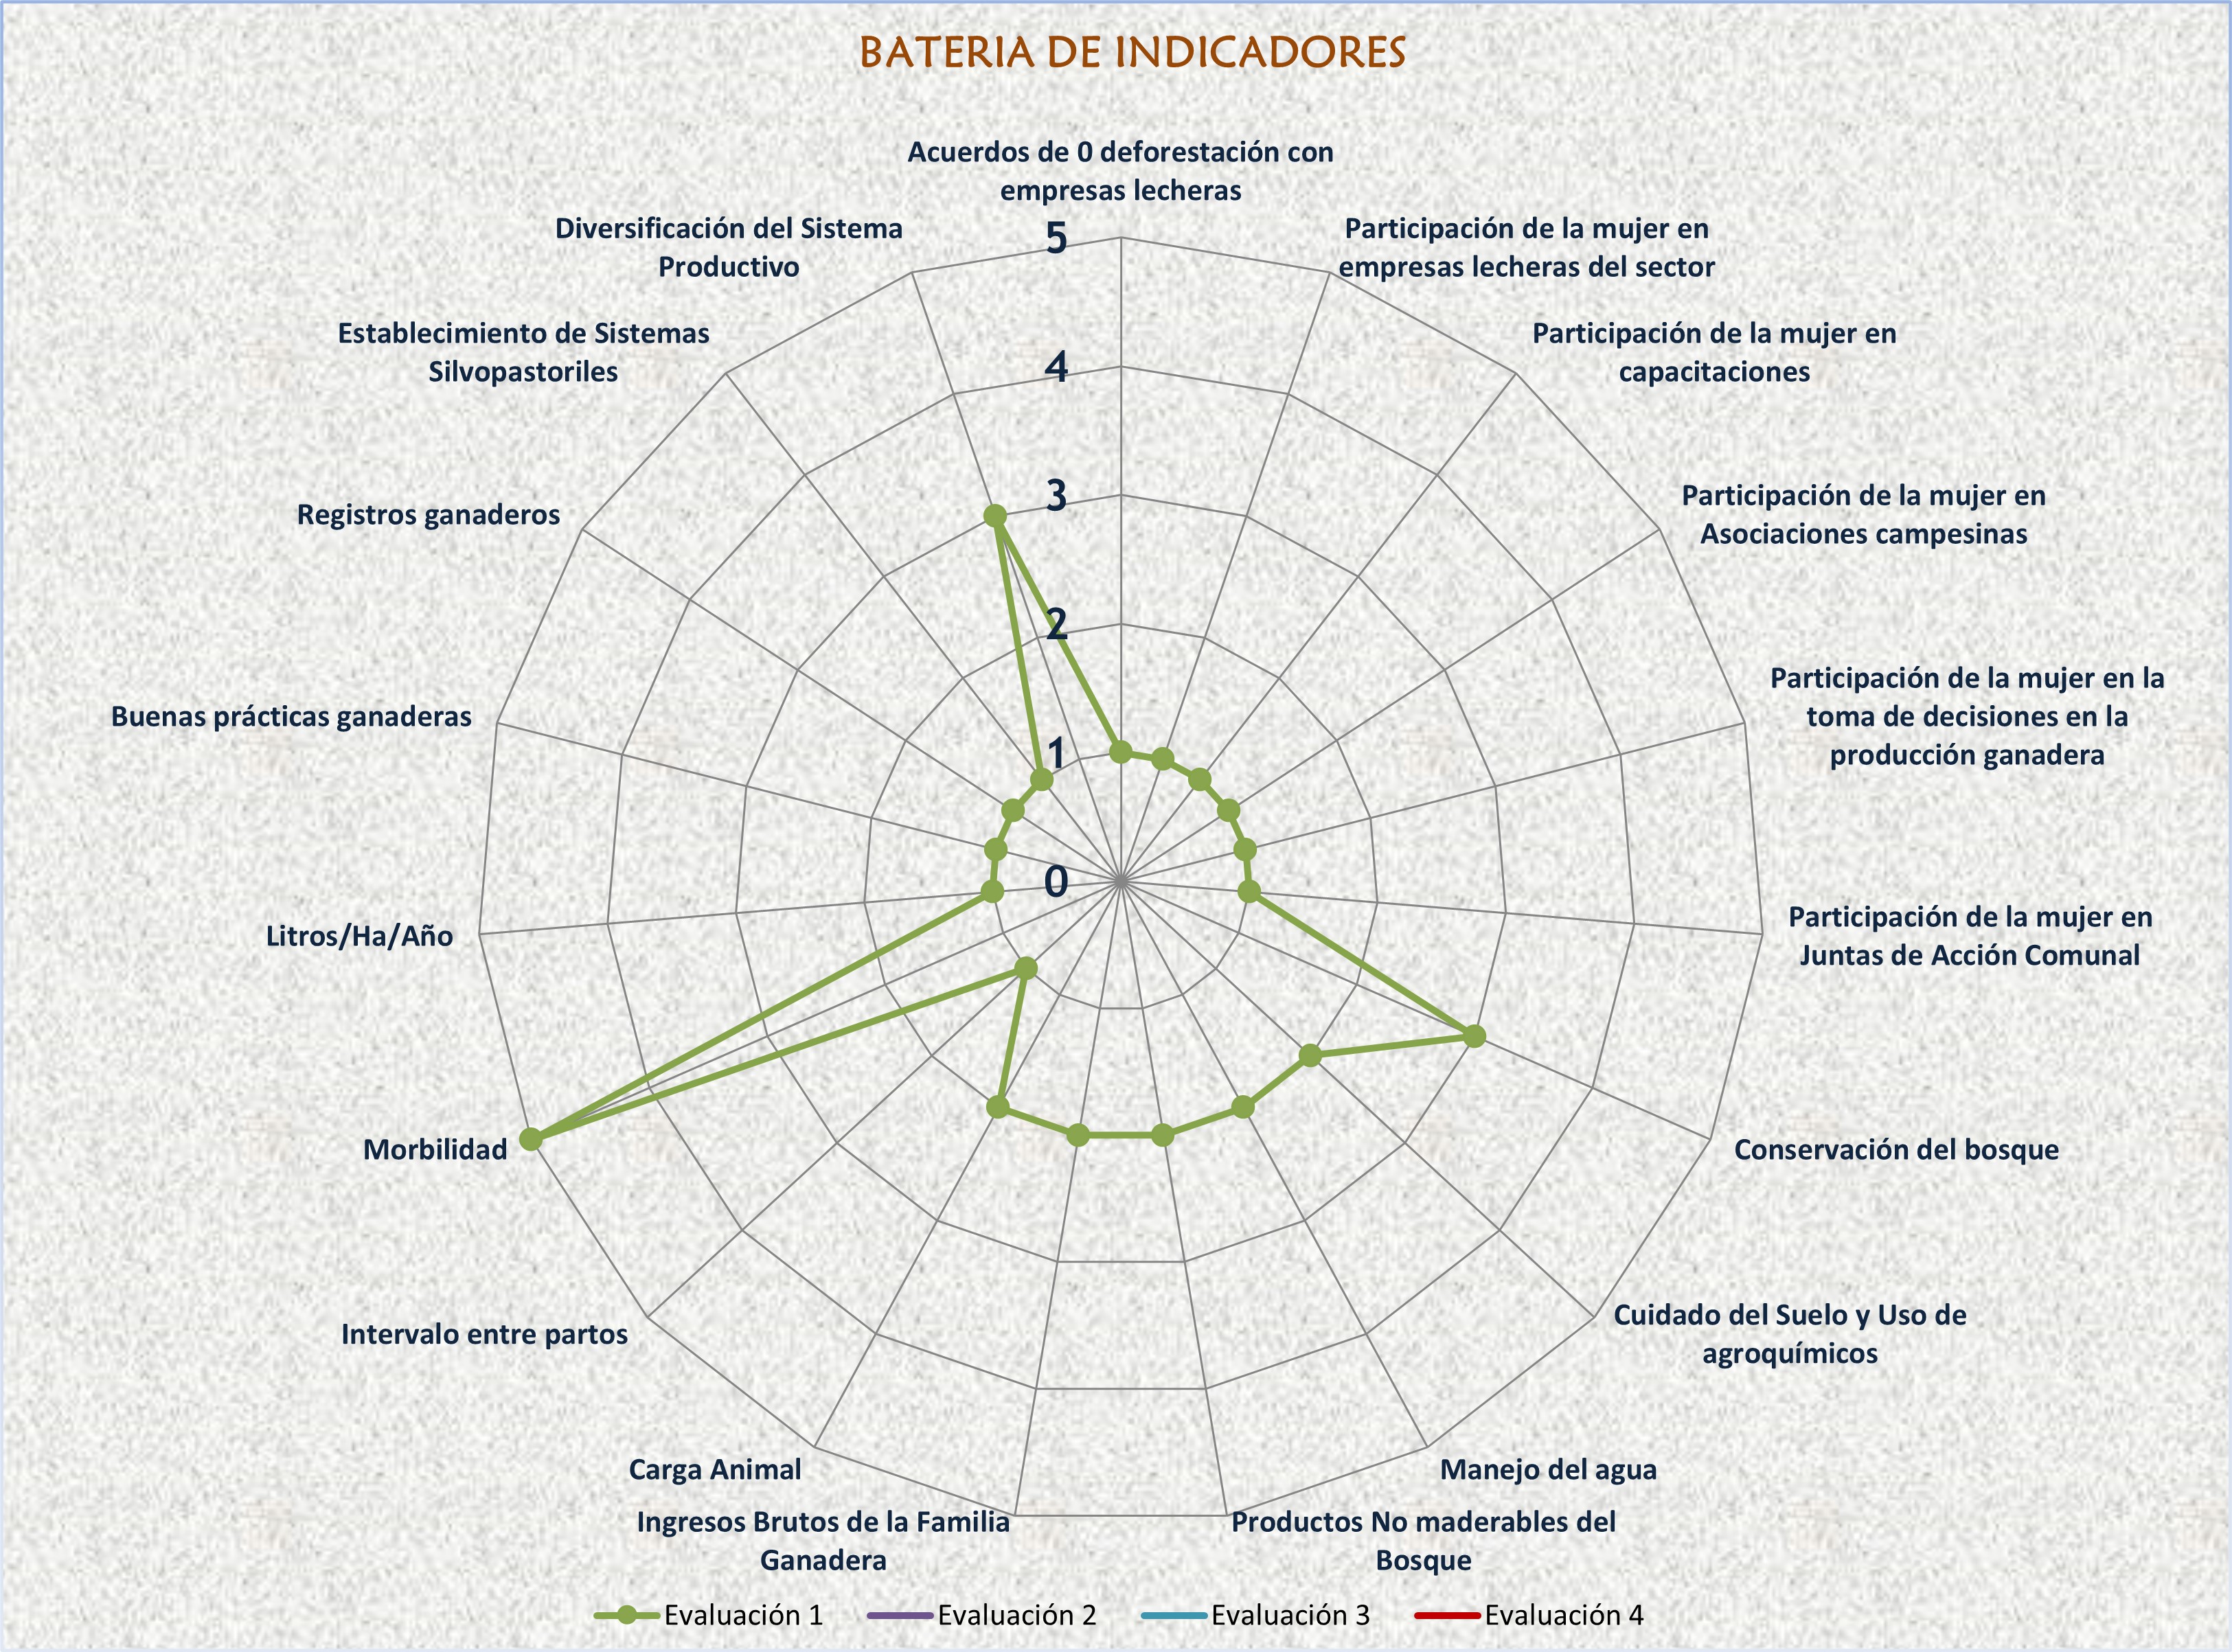 BATERIA DE INDICADORES
Acuerdos de 0 deforestación con
empresas lecheras
Participación de la mujer en
empresas lecheras del sector
Participación de la mujer en
capacitaciones
Participación de la mujer en
Asociaciones campesinas
Participación de la mujer en la
toma de decisiones en la
producción ganadera
Participación de la mujer en
Juntas de Acción Comunal
Conservación del bosque
Cuidado del Suelo y Uso de
agroquímicos
Manejo del agua
Productos No maderables del
Bosque
Ingresos Brutos de la Familia
Ganadera
Carga Animal
Intervalo entre partos
Morbilidad
Litros/Ha/Año
Buenas prácticas ganaderas
Registros ganaderos
Establecimiento de Sistemas
Silvopastoriles
Diversificación del Sistema
Productivo
5
4
3
2
1
0
Evaluación 1
Evaluación 2
Evaluación 3
Evaluación 4